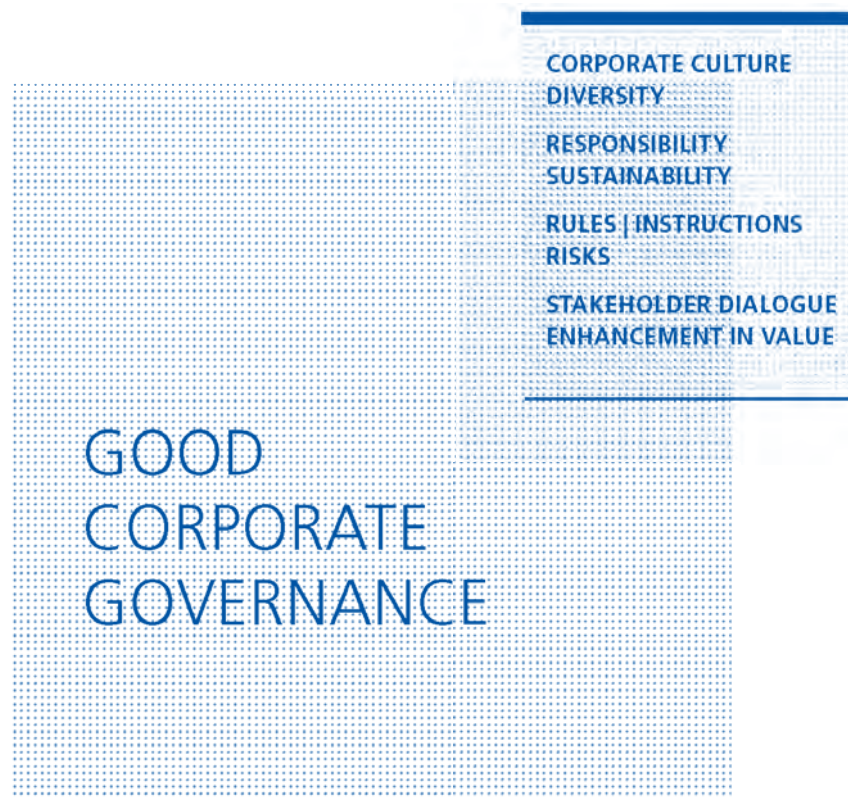 CORPORATE CULTURE
DIVERSITY
RESPONSIBILITY
SUSTAINABILITY
RULES | INSTRUCTIONS
RISKS
STAKEHOLDER DIALOGUE
ENHANCEMENT IN VALUE
GOOD
CORPORATE
GOVERNANCE